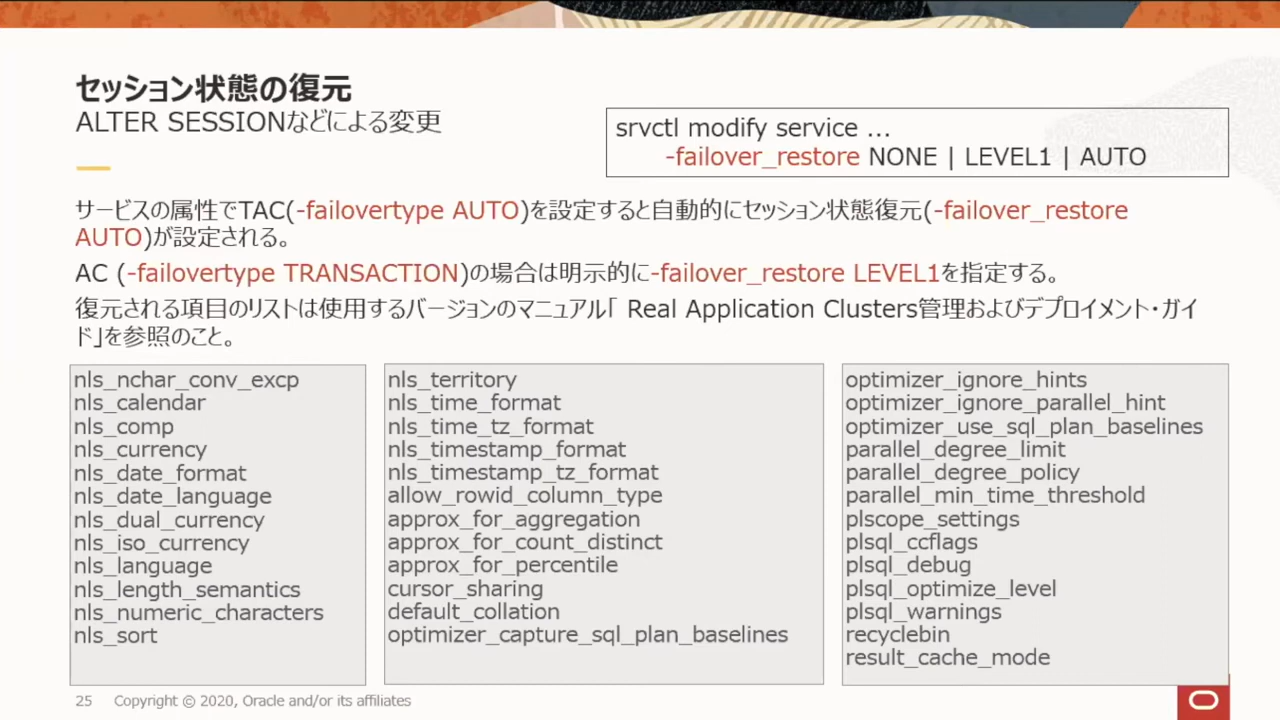 セッション状態の復元
ALTER SESSIONなどによる変更
srvctl modify service ...
-failover_restore NONE | LEVEL1 | AUTO
サービスの属性でTAC(-failovertype AUTO)を設定すると自動的にセッション状態復元(-failover_restore
AUTO)が設定される。
AC (-failovertype TRANSACTION)の場合は明示的に-failover_restore LEVEL1を指定する。
復元される項目のリストは使用するバージョンのマニュアル「 Real Application Clusters管理およびデプロイメント・ガイ
ド」を参照のこと。
nls_nchar_conv_excp
nls_calendar
nls_comp
nls_currency
nls_date_format
nls_date_language
nls_dual_currency
nls_iso_currency
nls_language
nls_length_semantics
nls_numeric_characters
nls_sort
nls_territory
nls_time_format
nls_time_tz_format
nls_timestamp_format
nls_timestamp_tz_format
allow_rowid_column_type
approx_for_aggregation
approx_for_count_distinct
approx_for_percentile
cursor_sharing
default_collation
optimizer_capture_sql_plan_baselines
optimizer_ignore_hints
optimizer_ignore_parallel_hint
optimizer_use_sql_plan_baselines
parallel_degree_limit
parallel_degree_policy
parallel_min_time_threshold
plscope_settings
plsql_ccflags
plsql_debug
plsql_optimize_level
plsql_warnings
recyclebin
result_cache_mode
25 Copyright © 2020, Oracle and/or its affiliates